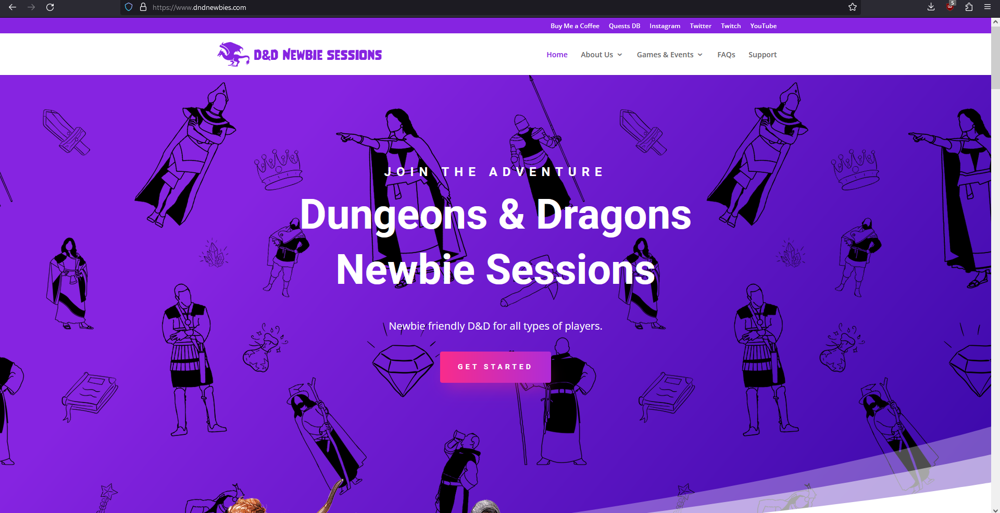 https://www.dndnewbies.com
5
Buy Me a Coffee Quests DB Instagram Twitter Twitch YouTube
D&D NEWBIE SESSIONS
Home About Us Games & Events FAQs Support
JOIN THE ADVENTURE
Dungeons & Dragons
Newbie Sessions
Newbie friendly D&D for all types of players.
GET STARTED